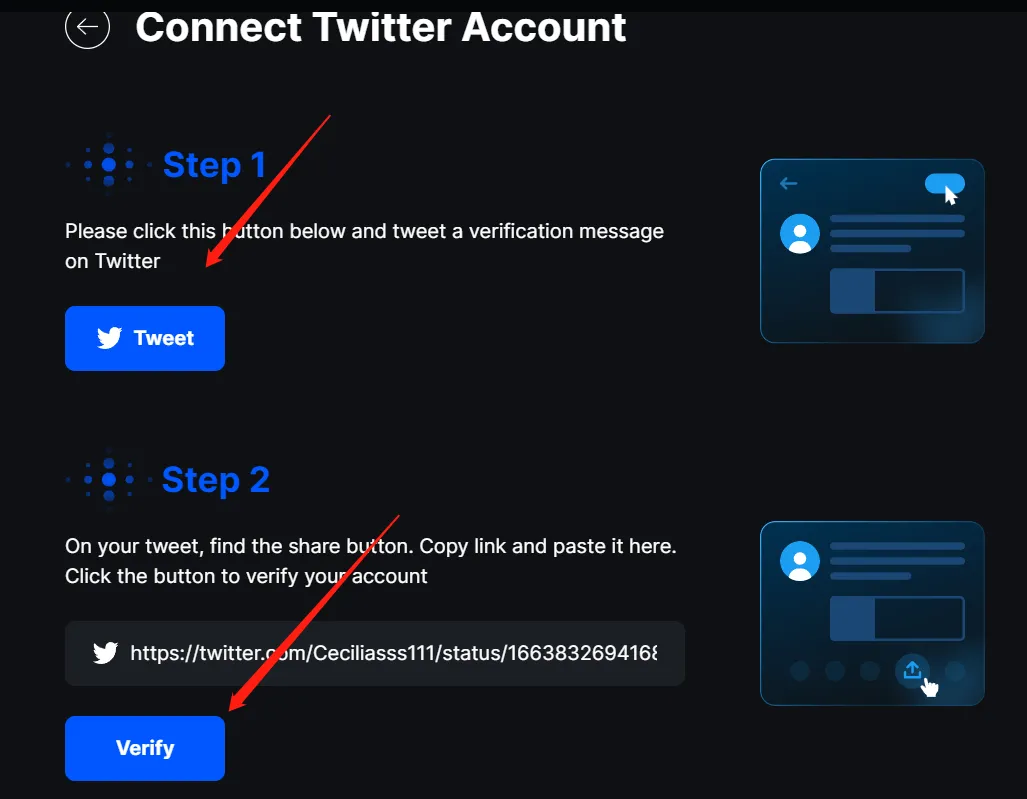 Connect Twitter Account
Step 1
Please click this button below and tweet a verification message
on Twitter
Tweet
Step 2
On your tweet, find the share button. Copy link and paste it here.
Click the button to verify your account
https://twitter.com/Ceciliasss111/status/1663832694168
Verify